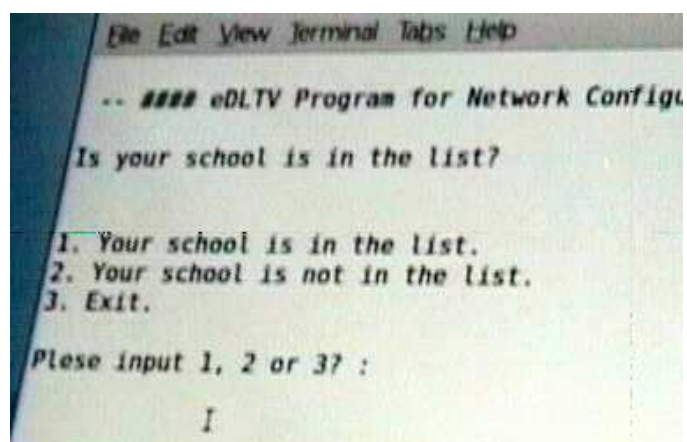 File Edit View Terminal Tabs Help
-- #### eDLTV Program for Network Configu
Is your school is in the list?
1. Your school is in the list.
2. Your school is not in the list.
3. Exit.
Plese input 1, 2 or 3? :